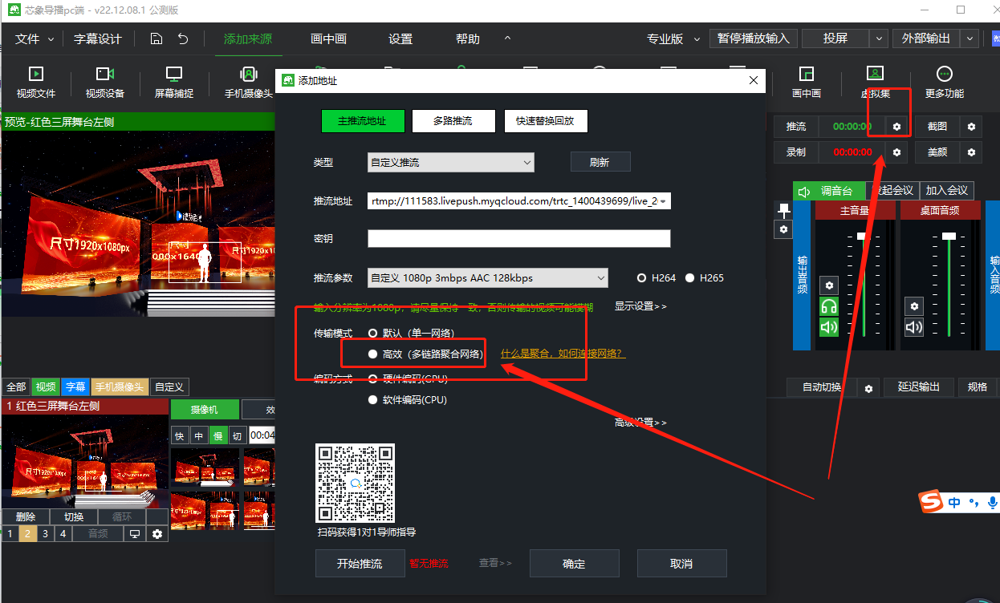 芯象导播pc端 - v22.12.08.1 公测版
文件 字幕设计 添加来源 画中画 设置 帮助 专业版 暂停播放输入 投屏 外部输出
视频文件 视频设备 屏幕捕捉 手机摄像头 画中画 虚拟集 更多功能
添加地址
预览-红色三屏舞台左侧
尺寸1920x1080px
主推流地址 多路推流 快速替换回放
类型 自定义推流 刷新
推流地址 rtmp://111583.livepush.myqcloud.com/trtc_1400439699/live_2
密钥
推流参数 自定义 1080p 3mbps AAC 128kbps H264 H265
输入分辨率为1080p，请尽量保持一致，否则传输的视频可能模糊 显示设置>>
传输模式 默认（单一网络）
高效（多链路聚合网络） 什么是聚合，如何连接网络？
编码方式 硬件编码(GPU)
软件编码(CPU)
高级设置>>
扫码获得1对1导师指导
开始推流 暂无推流 查看>> 确定 取消
推流 00:00:00 截图
录制 00:00:00 美颜
调音台 发起会议 加入会议
主音量 桌面音频
输出音频
输入音频
自动切换 延迟输出 规格
全部 视频 字幕 手机摄像头 自定义
1 红色三屏舞台左侧
摄像机 效
快 中 慢 切 00:04
删除 切换 循环
1 2 3 4 音频
中